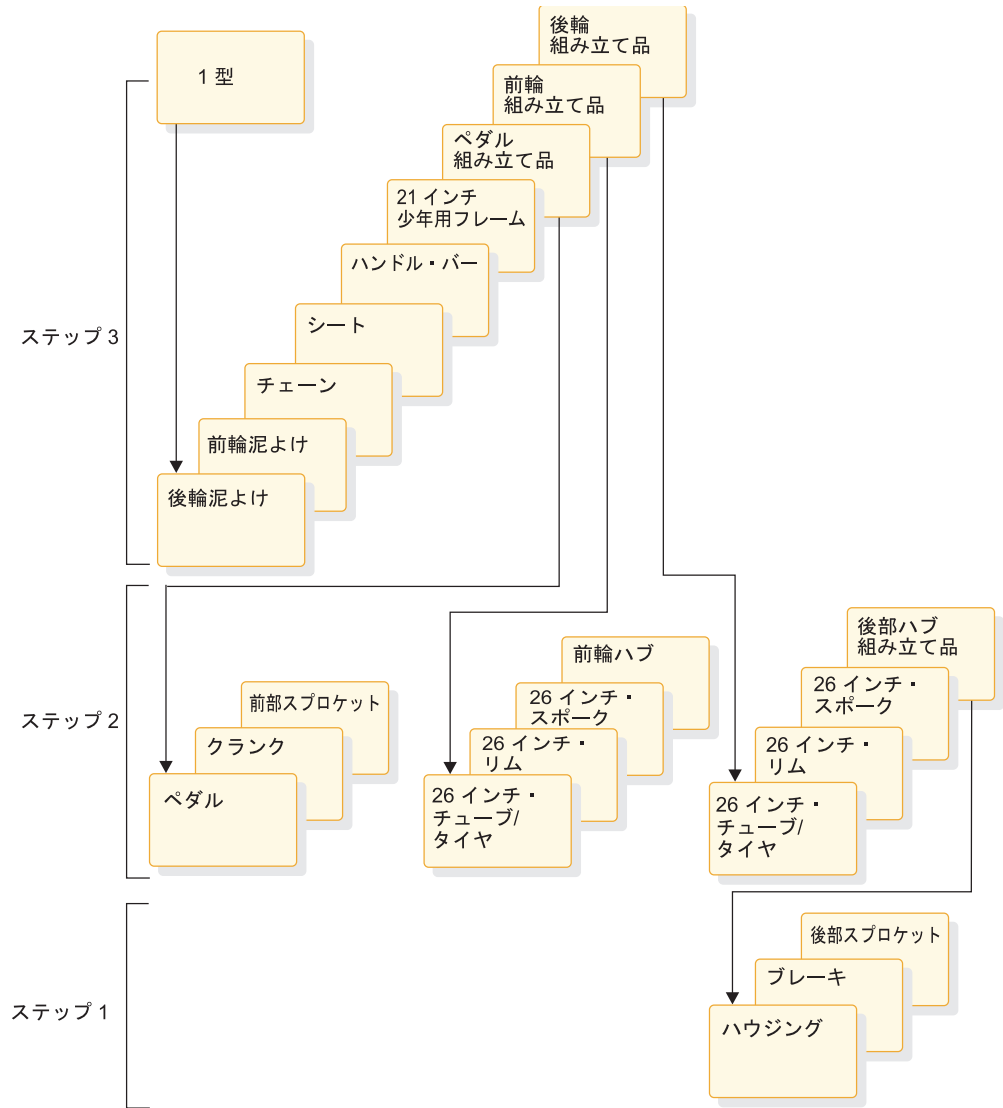 後輪
組み立て品
1 型
前輪
組み立て品
ペダル
組み立て品
21 インチ
少年用フレーム
ハンドル・バー
シート
ステップ 3
チェーン
前輪泥よけ
後輪泥よけ
後部ハブ
組み立て品
前輪ハブ
26 インチ・
スポーク
前部スプロケット
26 インチ・
スポーク
ステップ 2
クランク
26 インチ・
リム
26 インチ・
リム
ペダル
26 インチ・
チューブ/
タイヤ
26 インチ・
チューブ/
タイヤ
後部スプロケット
ブレーキ
ステップ 1
ハウジング